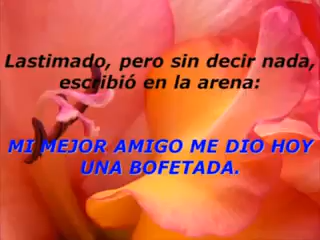 Lastimado, pero sin decir nada,
escribió en la arena:
MI MEJOR AMIGO ME DIO HOY
UNA BOFETADA.